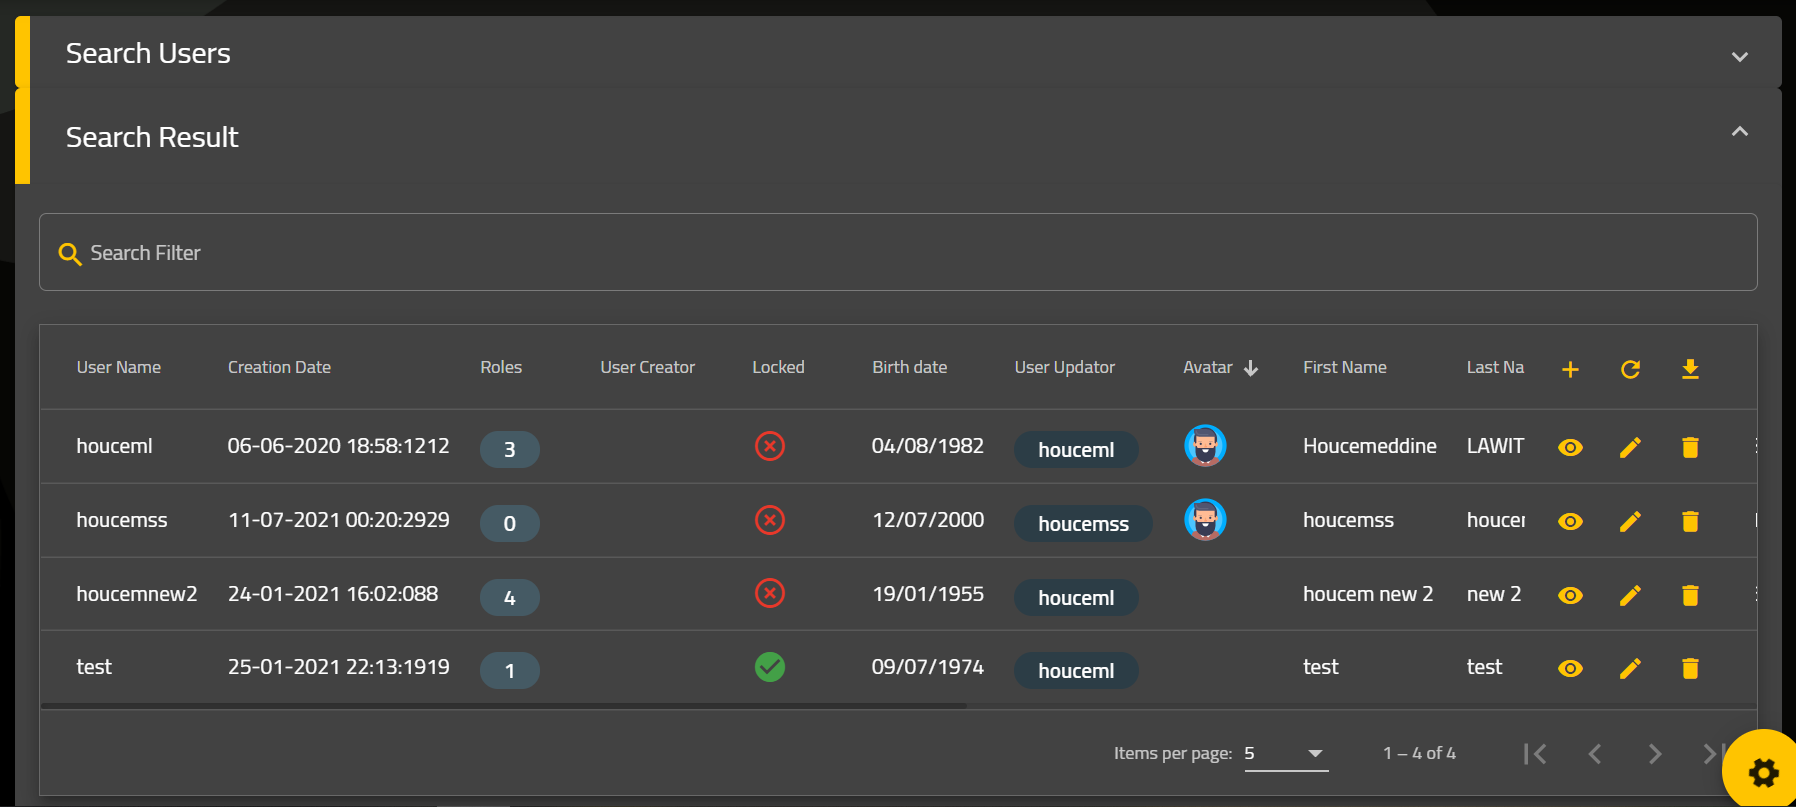 Search Users
Search Result
Search Filter
User Name Creation Date Roles User Creator Locked Birth date User Updator Avatar First Name Last Na
houceml 06-06-2020 18:58:1212 3 04/08/1982 houceml Houcemeddine LAWIT
houcemss 11-07-2021 00:20:2929 0 12/07/2000 houcemss houcemss houcer
houcemnew2 24-01-2021 16:02:088 4 19/01/1955 houceml houcem new 2 new 2
test 25-01-2021 22:13:1919 1 09/07/1974 houceml test test
Items per page: 5 1 – 4 of 4